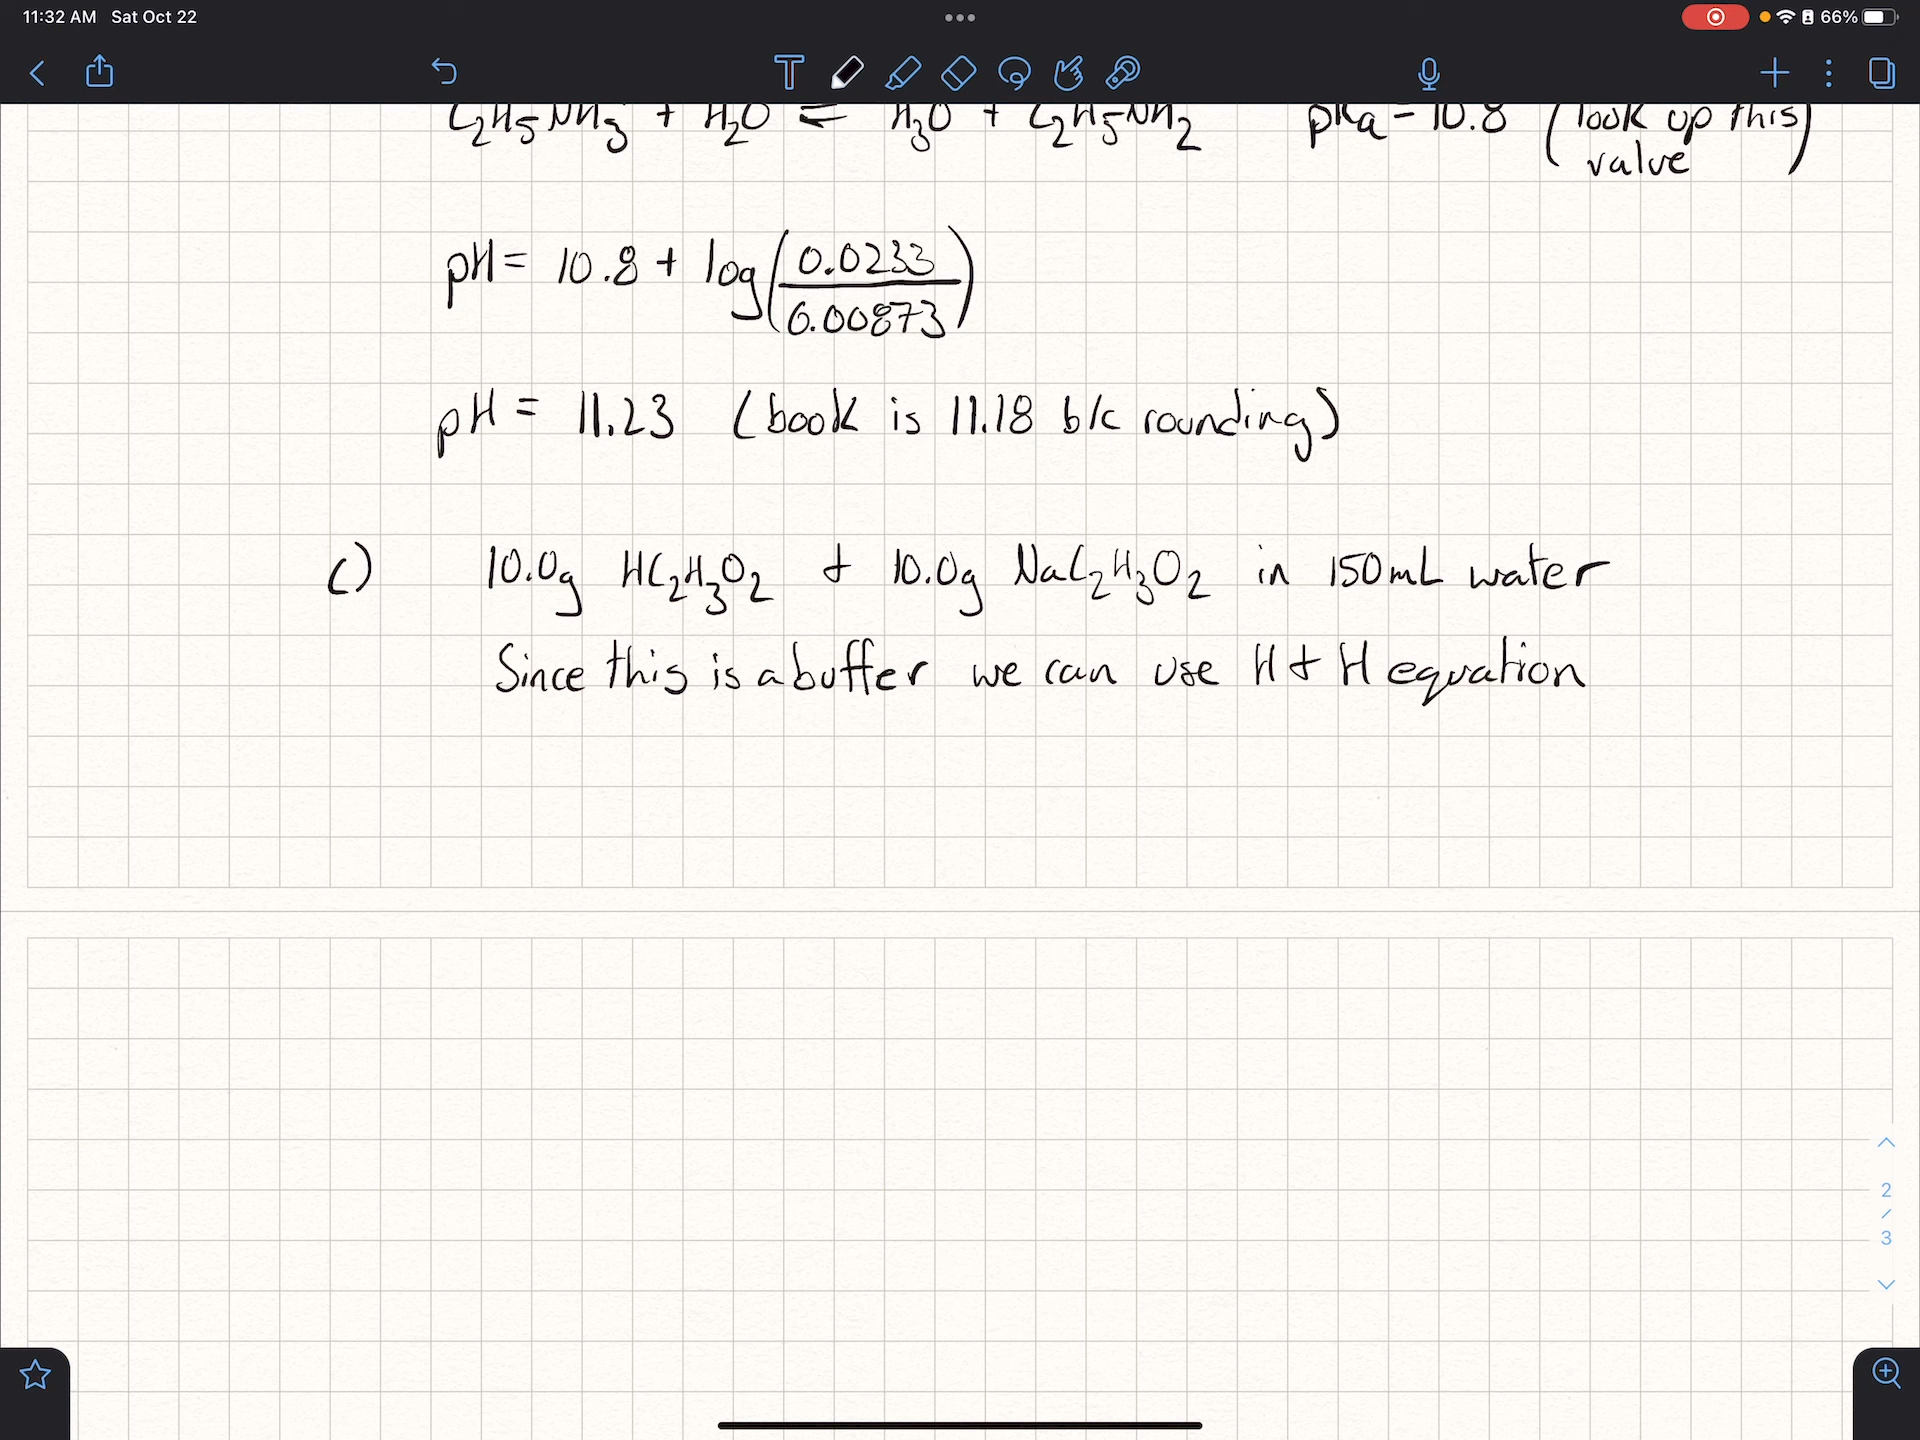 11:32 AM Sat Oct 22
66%
C₂H₅NH₃ + H₂O ⇌ H₃O + C₂H₅NH₂ pKa = 10.8 (look up this
value)
pH = 10.8 + log(0.0233
0.00873)
pH = 11.23 (book is 11.18 b/c rounding)
c) 10.0g HC₂H₃O₂ + 10.0g NaC₂H₃O₂ in 150mL water
Since this is a buffer we can use H + H equation
2
/
3